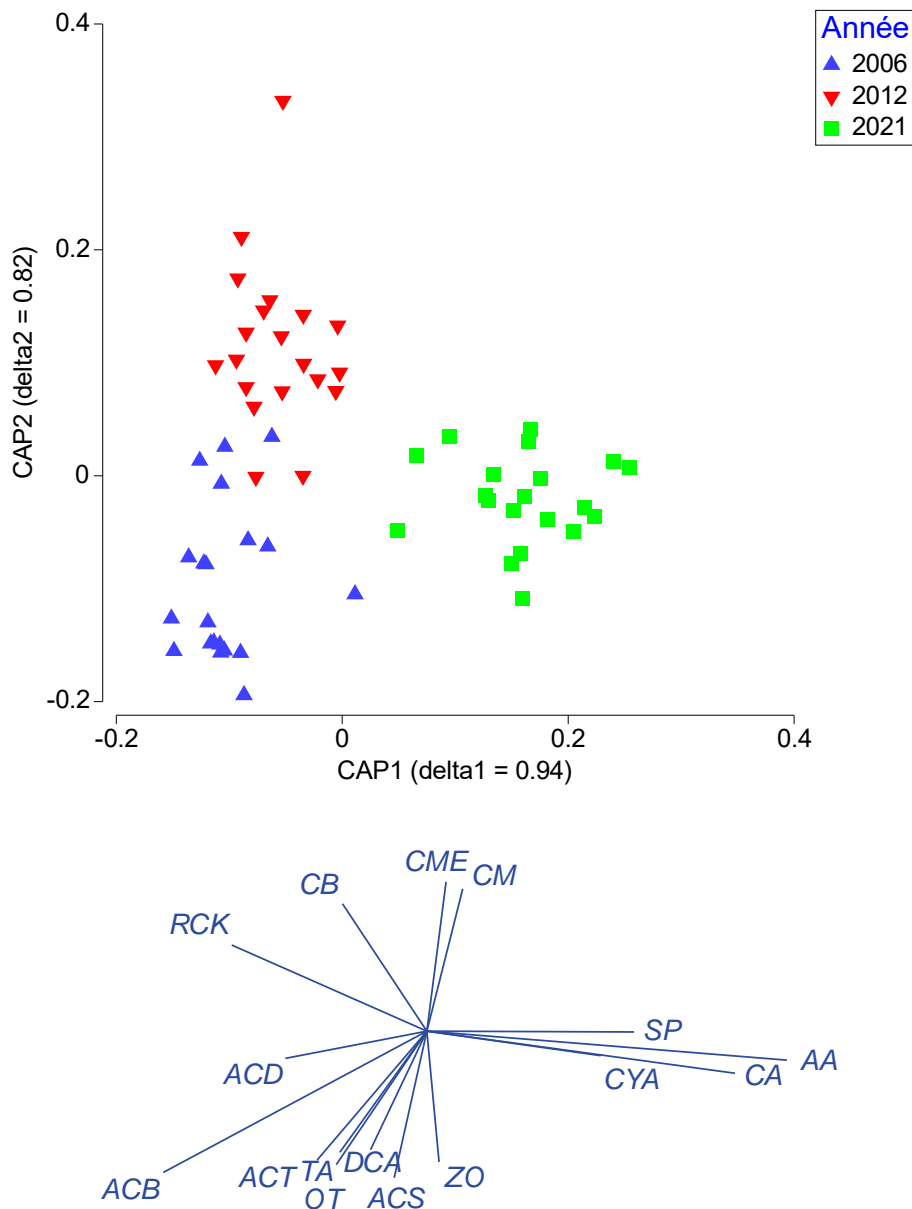 0.4
0.2
0
-0.2
CAP2 (delta2 = 0.82)
Année
2006
2012
2021
-0.2 0 0.2 0.4
CAP1 (delta1 = 0.94)
CME CM
CB
RCK
SP
AA
ACD CYA CA
ACB ACT TA DCA ZO
OT ACS